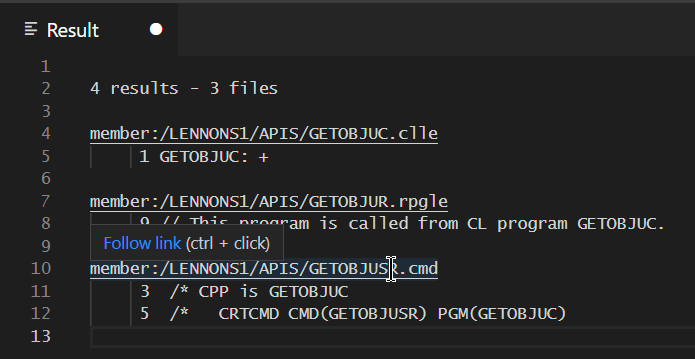 Result
1
2 4 results - 3 files
3
4 member:/LENNONS1/APIS/GETOBJUC.clle
5 1 GETOBJUC: +
6
7 member:/LENNONS1/APIS/GETOBJUR.rpgle
8 9 // This program is called from CL program GETOBJUC.
9 Follow link (ctrl + click)
10 member:/LENNONS1/APIS/GETOBJUSR.cmd
11 3 /* CPP is GETOBJUC
12 5 /* CRTCMD CMD(GETOBJUSR) PGM(GETOBJUC)
13